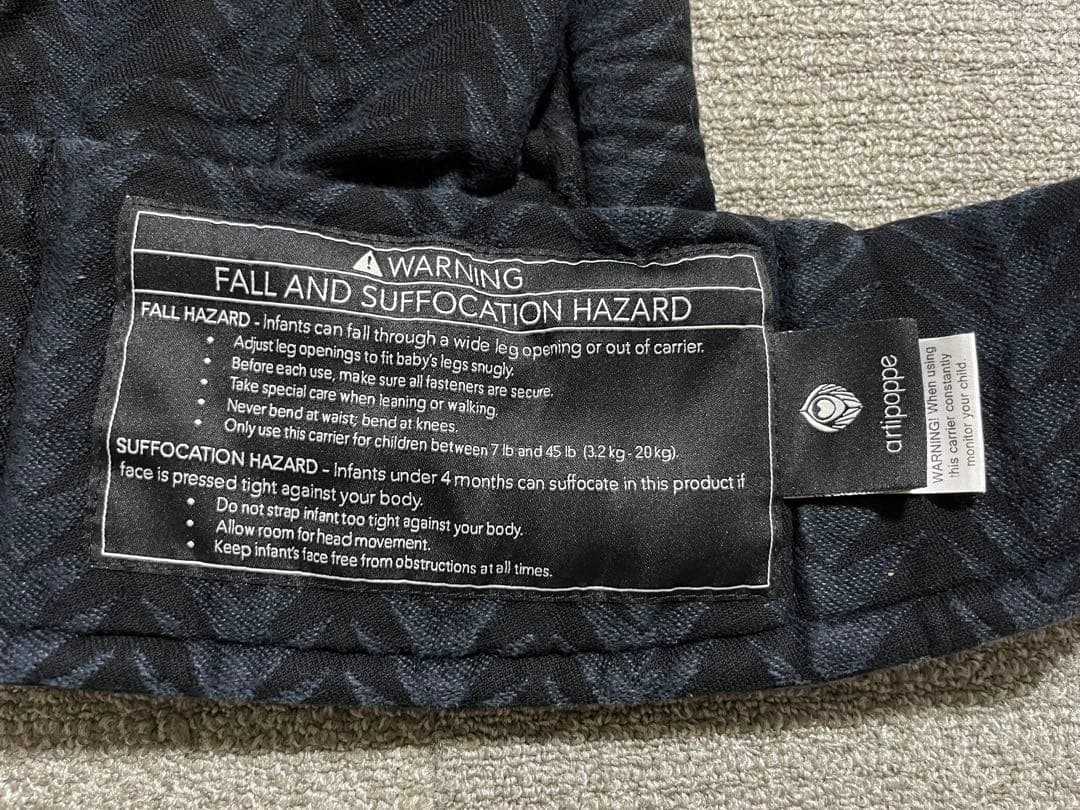 ⚠ WARNING
FALL AND SUFFOCATION HAZARD
FALL HAZARD - Infants can fall through a wide leg opening or out of carrier.
• Adjust leg openings to fit baby's legs snugly.
• Before each use, make sure all fasteners are secure.
• Take special care when leaning or walking.
• Never bend at waist; bend at knees.
• Only use this carrier for children between 7 lb and 45 lb (3.2 kg - 20 kg).
SUFFOCATION HAZARD - Infants under 4 months can suffocate in this product if
face is pressed tight against your body.
• Do not strap infant too tight against your body.
• Allow room for head movement.
• Keep infant's face free from obstructions at all times.
artipoppe
WARNING! When using
this carrier constantly
monitor your child.